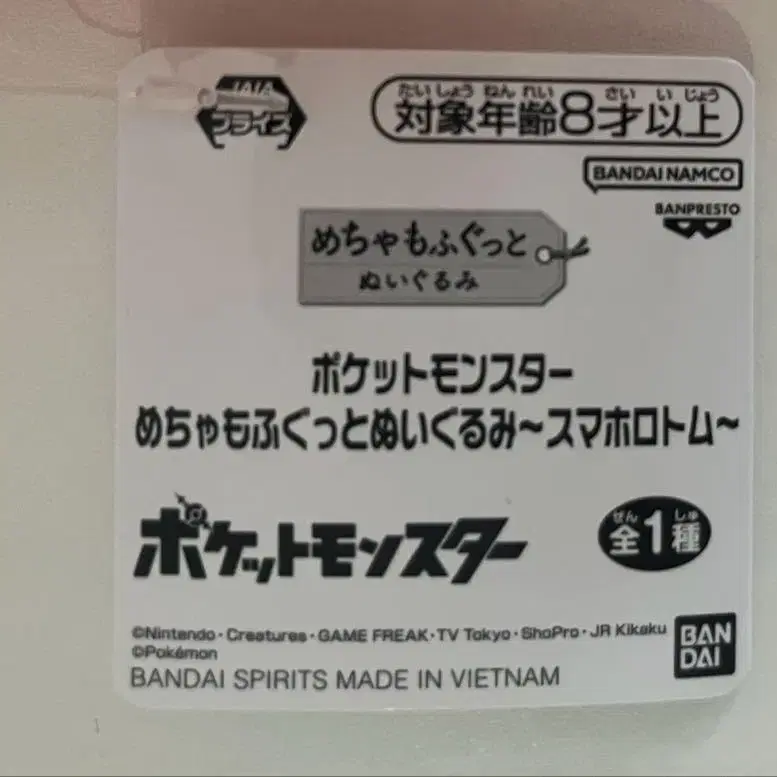 JAIA
プライズ
たいしょうねんれい さいいじょう
対象年齢8才以上
BANDAI NAMCO
BANPRESTO
めちゃもふぐっと
ぬいぐるみ
ポケットモンスター
めちゃもふぐっとぬいぐるみ~スマホロトム~
ポケットモンスター
ぜん しゅ
全1種
©Nintendo・Creatures・GAME FREAK・TV Tokyo・ShoPro・JR Kikaku
©Pokémon
BAN
DAI
BANDAI SPIRITS MADE IN VIETNAM